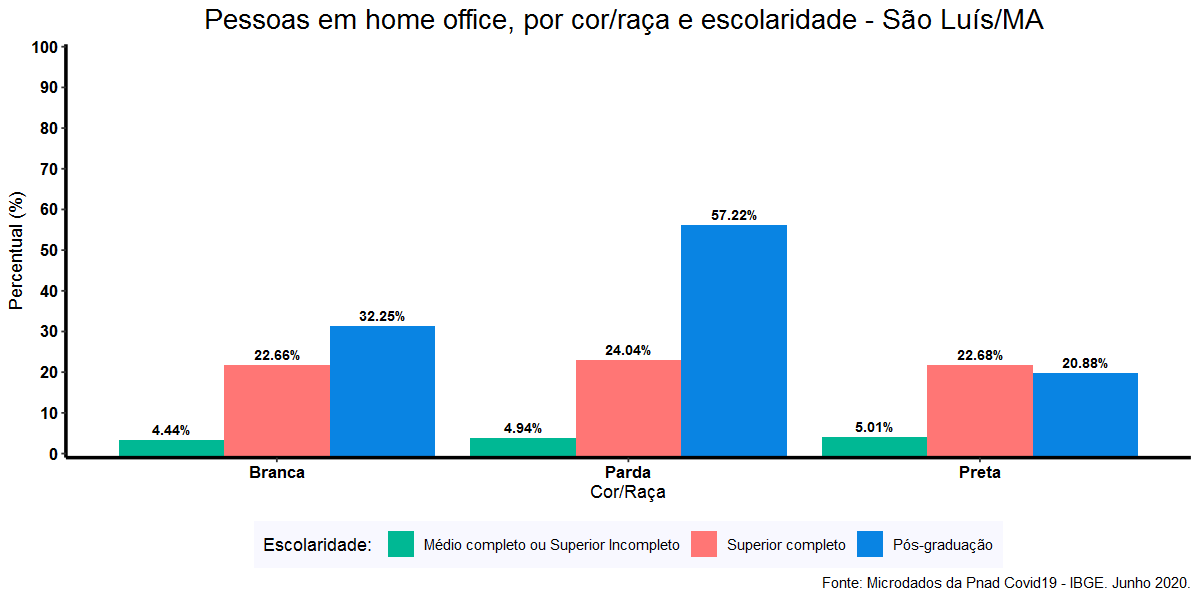 Pessoas em home office, por cor/raça e escolaridade - São Luís/MA
Percentual (%)
100
90
80
70
60
50
40
30
20
10
0
4.44%
22.66%
32.25%
4.94%
24.04%
57.22%
5.01%
22.68%
20.88%
Branca
Parda
Preta
Cor/Raça
Escolaridade: Médio completo ou Superior Incompleto Superior completo Pós-graduação
Fonte: Microdados da Pnad Covid19 - IBGE. Junho 2020.